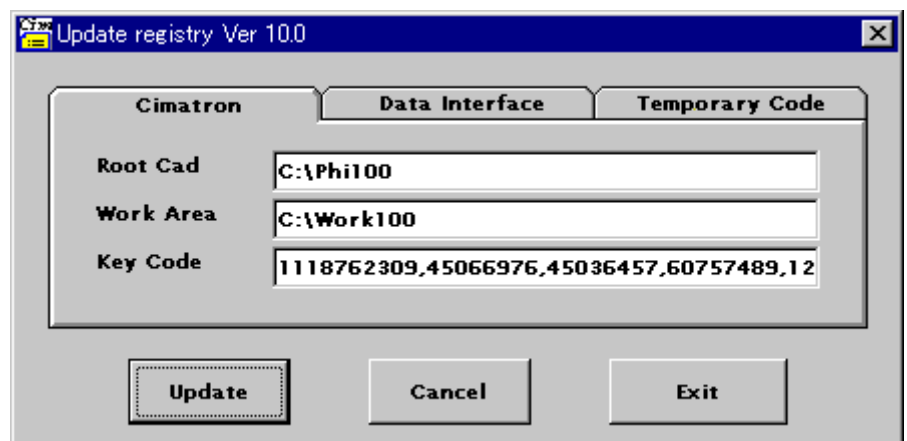 Update registry Ver 10.0
Cimatron Data Interface Temporary Code
Root Cad C:\Phi100
Work Area C:\Work100
Key Code 1118762309,45066976,45036457,60757489,12
Update Cancel Exit